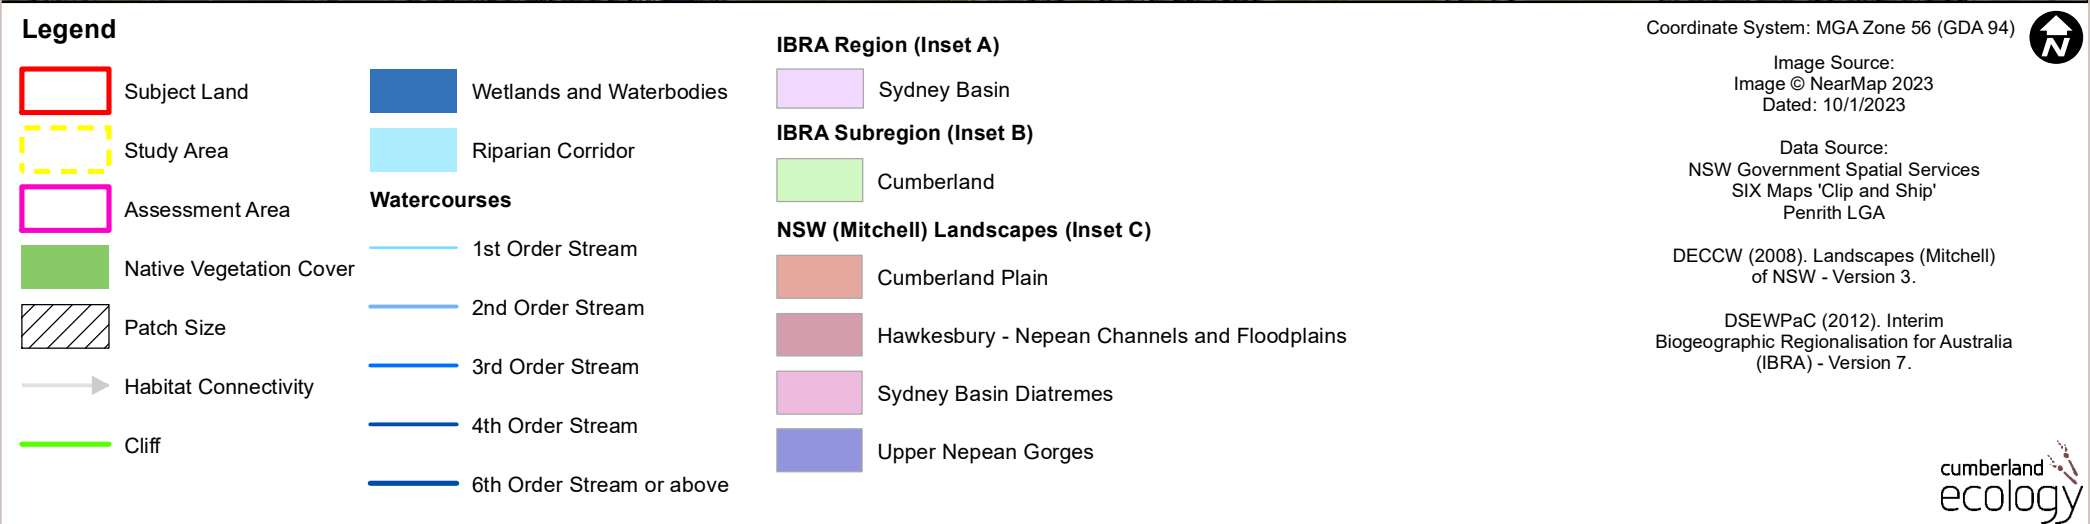 Legend
Subject Land
Study Area
Assessment Area
Native Vegetation Cover
Patch Size
Habitat Connectivity
Cliff
Wetlands and Waterbodies
Riparian Corridor
Watercourses
1st Order Stream
2nd Order Stream
3rd Order Stream
4th Order Stream
6th Order Stream or above
IBRA Region (Inset A)
Sydney Basin
IBRA Subregion (Inset B)
Cumberland
NSW (Mitchell) Landscapes (Inset C)
Cumberland Plain
Hawkesbury - Nepean Channels and Floodplains
Sydney Basin Diatremes
Upper Nepean Gorges
Coordinate System: MGA Zone 56 (GDA 94)
N
Image Source:
Image © NearMap 2023
Dated: 10/1/2023
Data Source:
NSW Government Spatial Services
SIX Maps 'Clip and Ship'
Penrith LGA
DECCW (2008). Landscapes (Mitchell)
of NSW - Version 3.
DSEWPaC (2012). Interim
Biogeographic Regionalisation for Australia
(IBRA) - Version 7.
cumberland
ecology